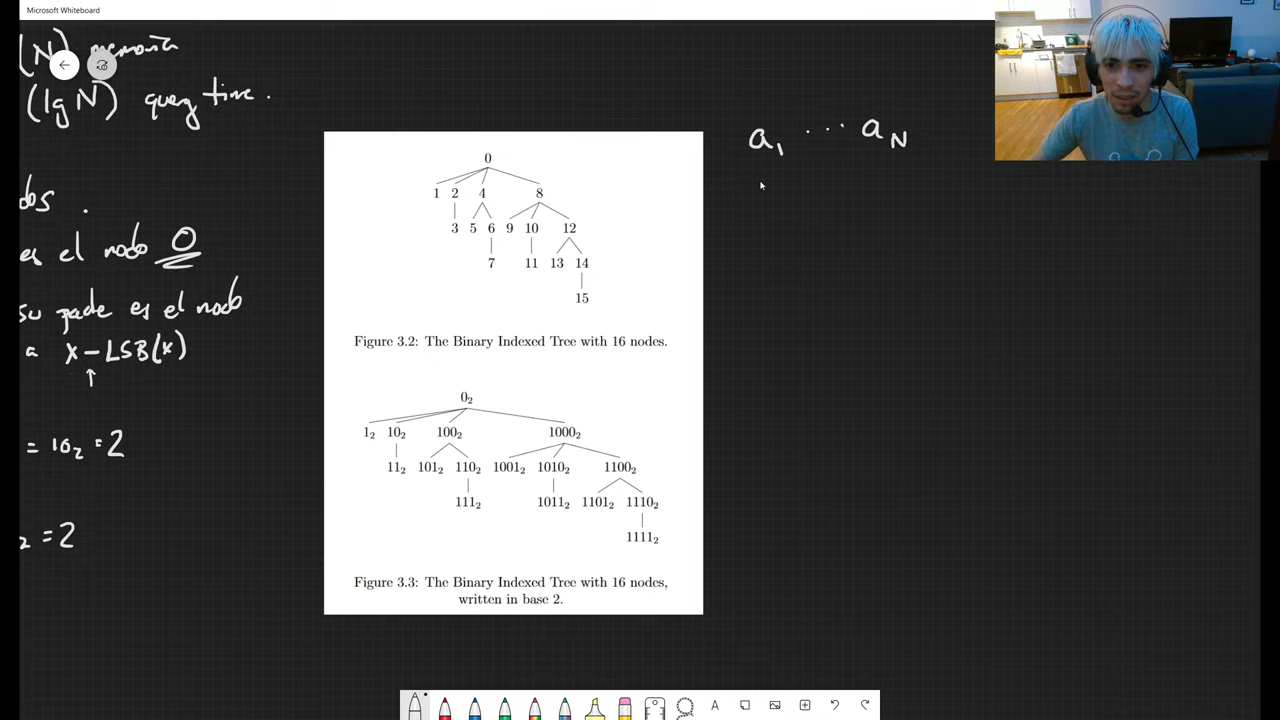 Microsoft Whiteboard
(N) memoria
(lg N) query time.
dos.
es el nodo 0
su padre es el nodo
a x - LSB(x)
= 10₂ = 2
₂ = 2
0
1 2 4 8
3 5 6 9 10 12
7 11 13 14
15
Figure 3.2: The Binary Indexed Tree with 16 nodes.
0₂
1₂ 10₂ 100₂ 1000₂
11₂ 101₂ 110₂ 1001₂ 1010₂ 1100₂
111₂ 1011₂ 1101₂ 1110₂
1111₂
Figure 3.3: The Binary Indexed Tree with 16 nodes,
written in base 2.
a₁ ... a_N
A